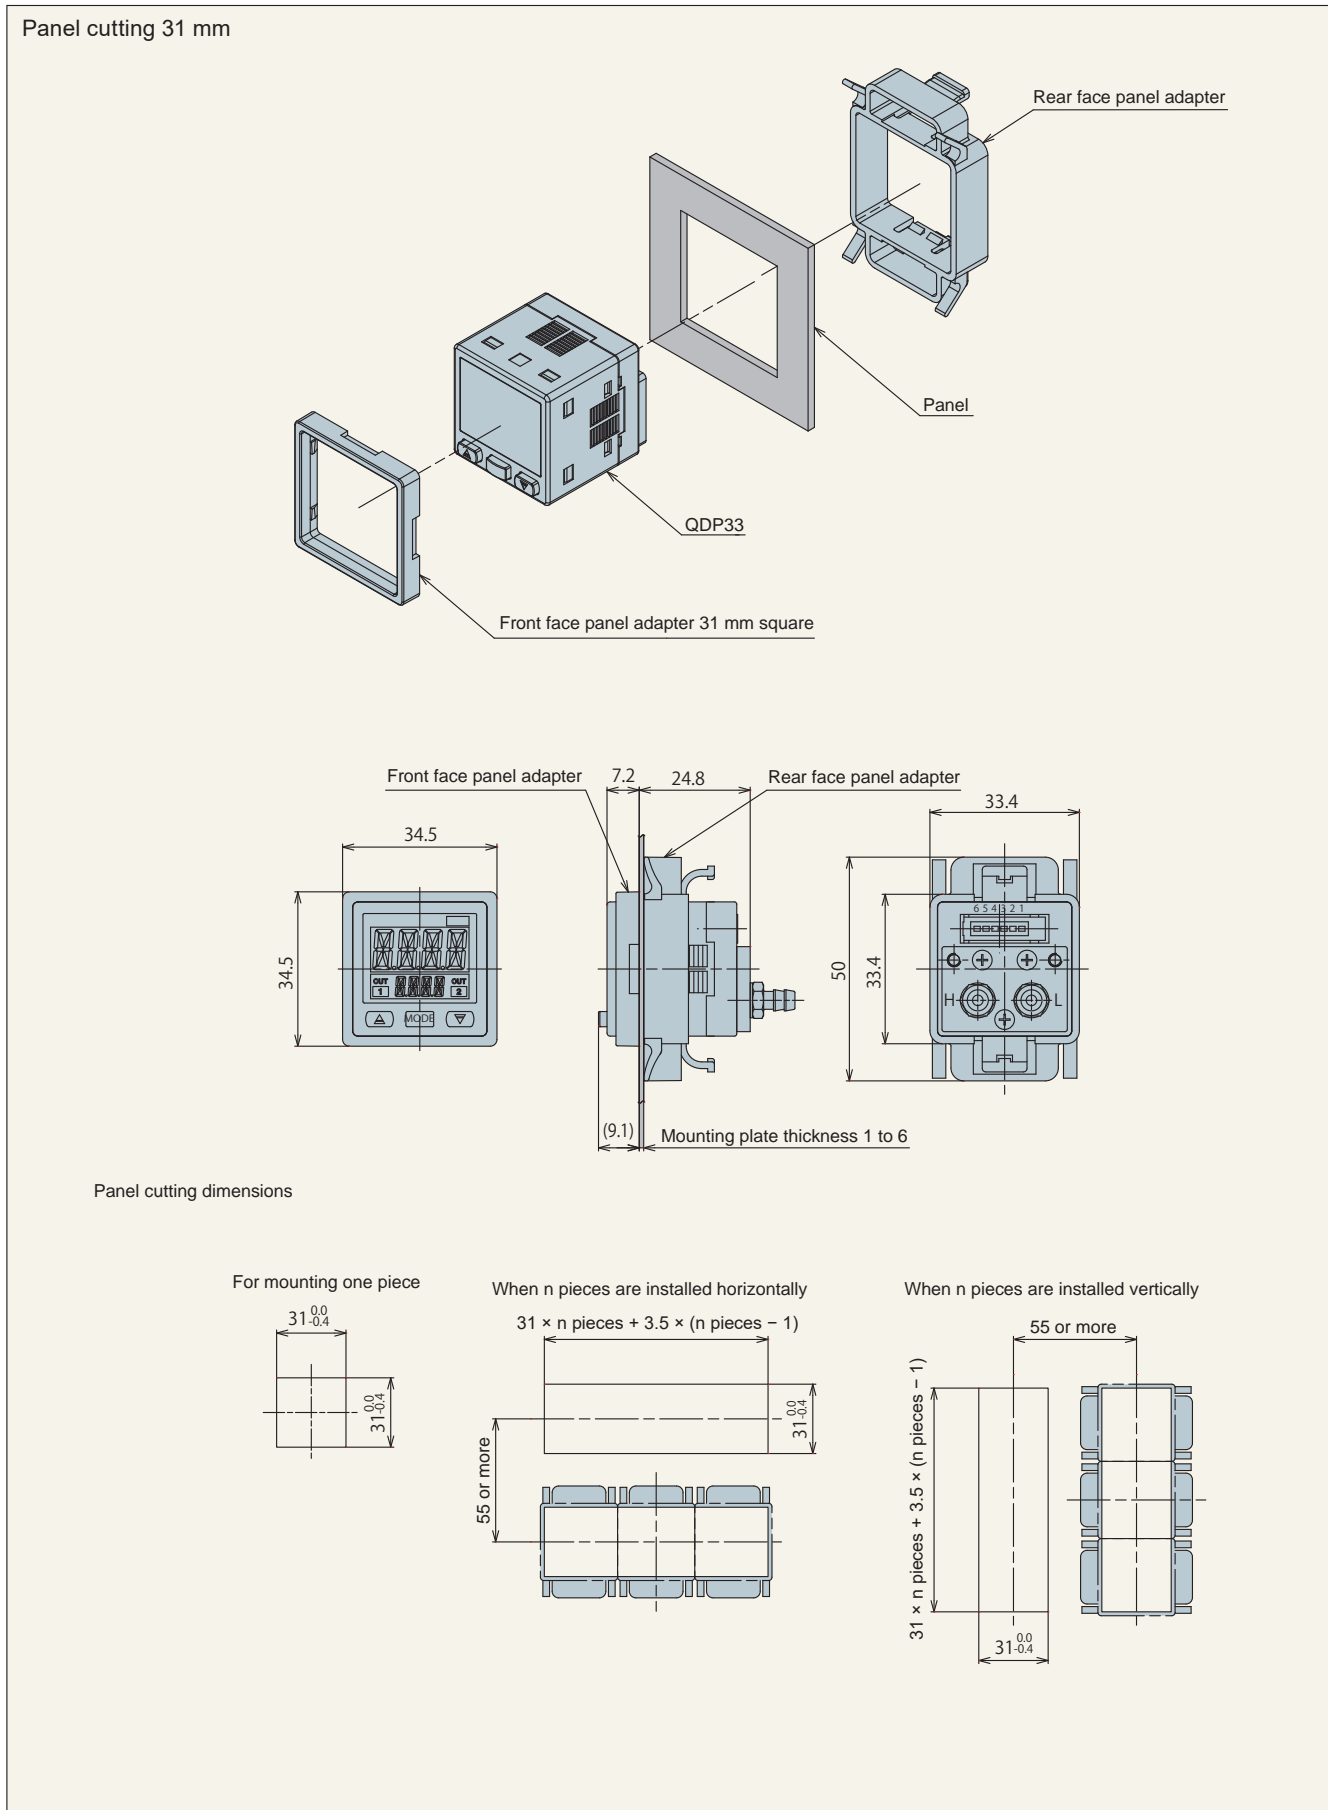 Panel cutting 31 mm
Rear face panel adapter
Panel
QDP33
Front face panel adapter 31 mm square
Front face panel adapter
7.2
24.8
Rear face panel adapter
33.4
34.5
34.5
OUT
1
OUT
2
MODE
50
33.4
6 5 4 3 2 1
H
L
(9.1)
Mounting plate thickness 1 to 6
Panel cutting dimensions
For mounting one piece
31 0.0 -0.4
31 0.0 -0.4
When n pieces are installed horizontally
31 × n pieces + 3.5 × (n pieces − 1)
31 0.0 -0.4
55 or more
When n pieces are installed vertically
55 or more
31 × n pieces + 3.5 × (n pieces − 1)
31 0.0 -0.4